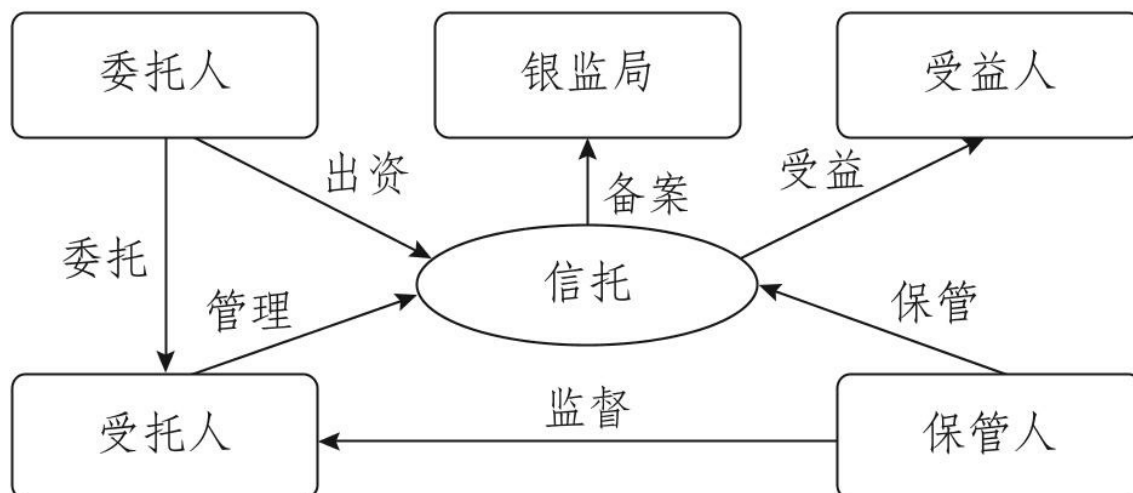 委托人
银监局
受益人
出资
备案
受益
委托
管理
信托
保管
受托人
监督
保管人